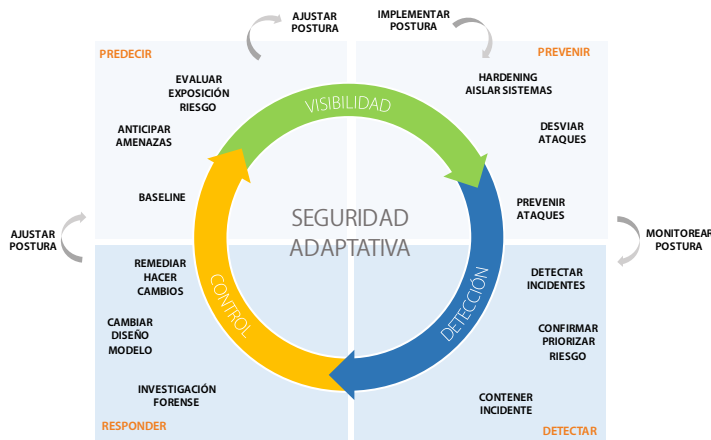 AJUSTAR
POSTURA
IMPLEMENTAR
POSTURA
PREDECIR
PREVENIR
EVALUAR
EXPOSICIÓN
RIESGO
ANTICIPAR
AMENAZAS
BASELINE
HARDENING
AISLAR SISTEMAS
DESVIAR
ATAQUES
PREVENIR
ATAQUES
VISIBILIDAD
SEGURIDAD
ADAPTATIVA
AJUSTAR
POSTURA
MONITOREAR
POSTURA
CONTROL
DETECCIÓN
REMEDIAR
HACER
CAMBIOS
CAMBIAR
DISEÑO
MODELO
INVESTIGACIÓN
FORENSE
RESPONDER
DETECTAR
INCIDENTES
CONFIRMAR
PRIORIZAR
RIESGO
CONTENER
INCIDENTE
DETECTAR